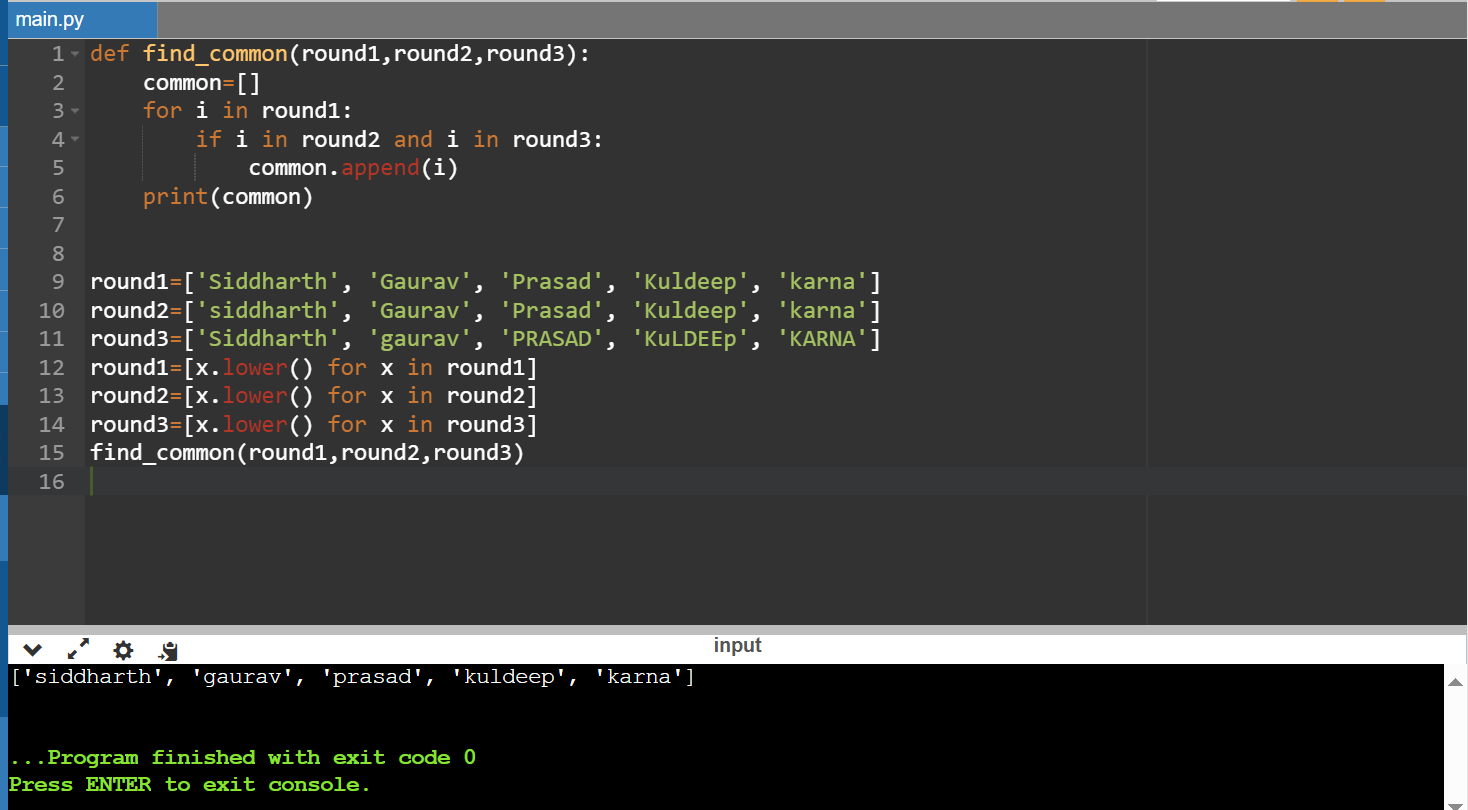 main.py
1 def find_common(round1,round2,round3):
2     common=[]
3     for i in round1:
4         if i in round2 and i in round3:
5             common.append(i)
6     print(common)
7
8
9 round1=['Siddharth', 'Gaurav', 'Prasad', 'Kuldeep', 'karna']
10 round2=['siddharth', 'Gaurav', 'Prasad', 'Kuldeep', 'karna']
11 round3=['Siddharth', 'gaurav', 'PRASAD', 'KuLDEEp', 'KARNA']
12 round1=[x.lower() for x in round1]
13 round2=[x.lower() for x in round2]
14 round3=[x.lower() for x in round3]
15 find_common(round1,round2,round3)
16
input
['siddharth', 'gaurav', 'prasad', 'kuldeep', 'karna']
...Program finished with exit code 0
Press ENTER to exit console.